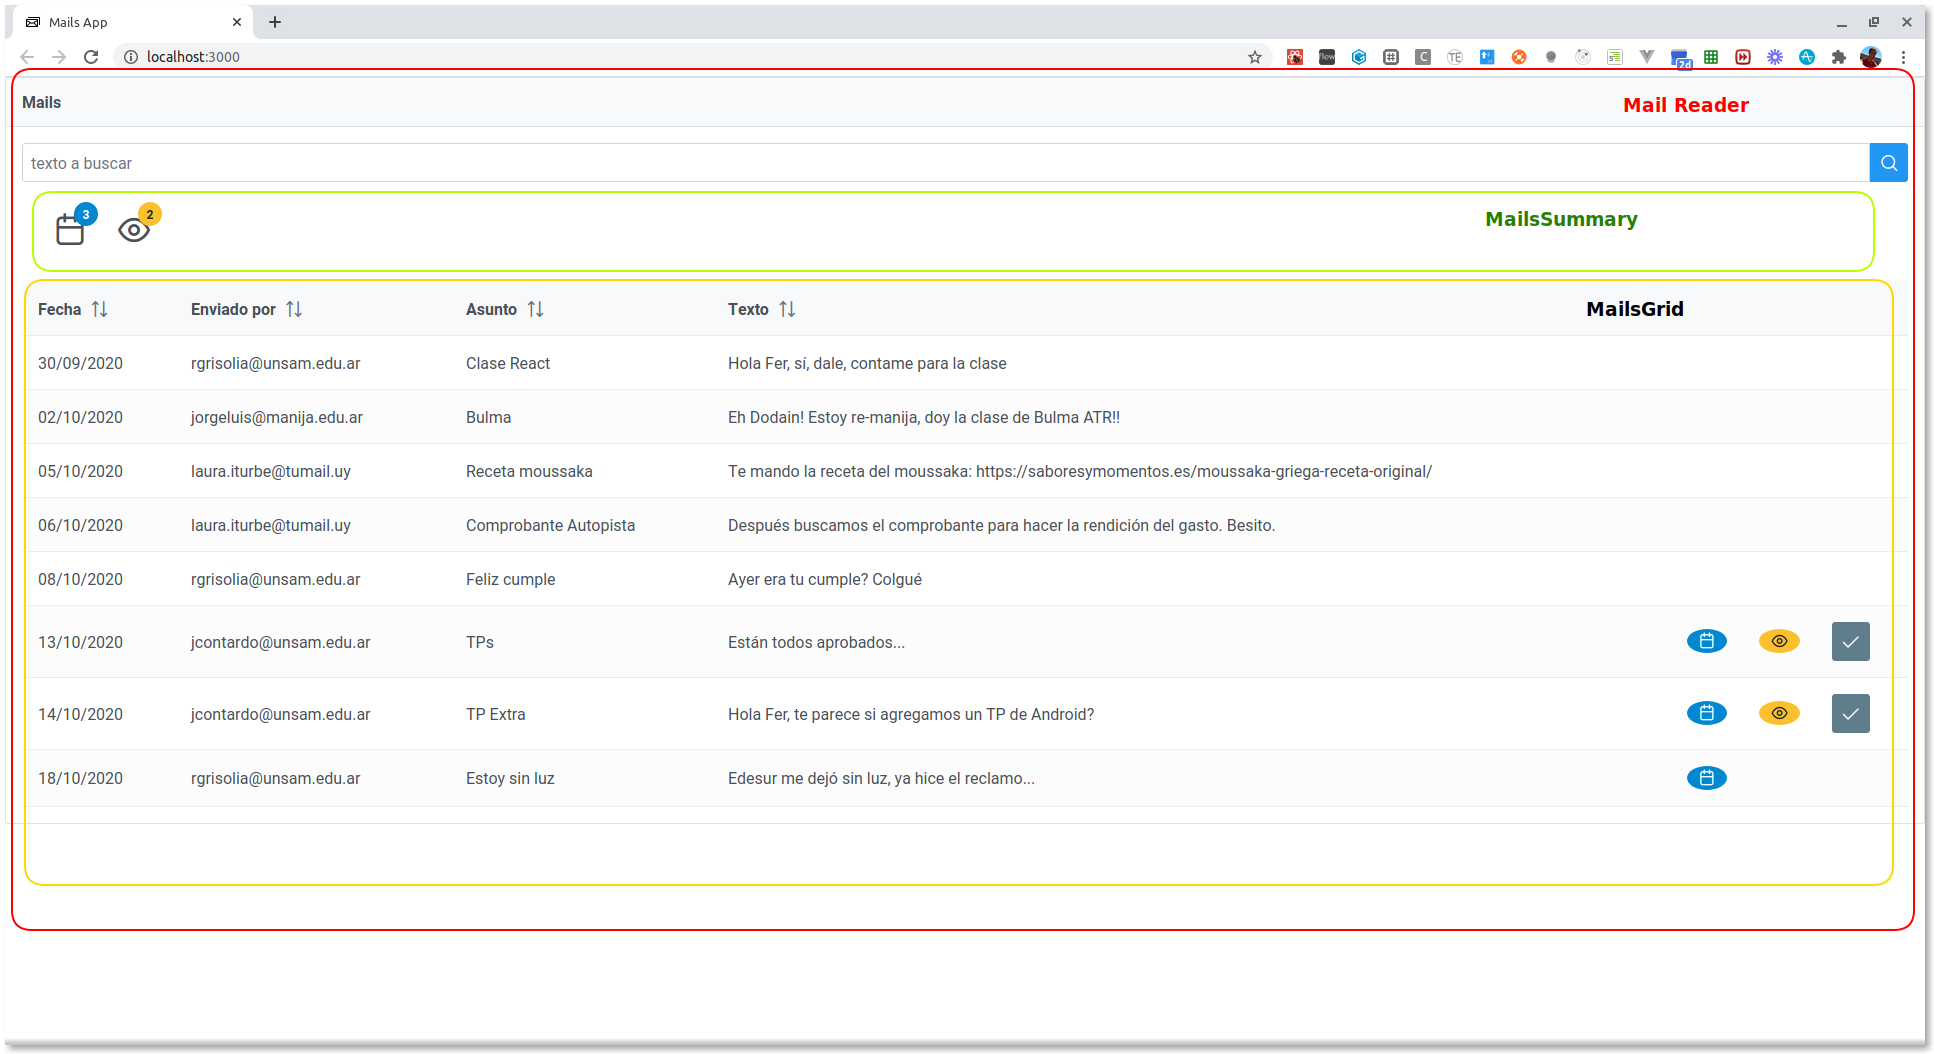 Mails App
localhost:3000
flew
C
TE
2d
Mails
Mail Reader
texto a buscar
3
2
MailsSummary
Fecha Enviado por Asunto Texto MailsGrid
30/09/2020 rgrisolia@unsam.edu.ar Clase React Hola Fer, sí, dale, contame para la clase
02/10/2020 jorgeluis@manija.edu.ar Bulma Eh Dodain! Estoy re-manija, doy la clase de Bulma ATR!!
05/10/2020 laura.iturbe@tumail.uy Receta moussaka Te mando la receta del moussaka: https://saboresymomentos.es/moussaka-griega-receta-original/
06/10/2020 laura.iturbe@tumail.uy Comprobante Autopista Después buscamos el comprobante para hacer la rendición del gasto. Besito.
08/10/2020 rgrisolia@unsam.edu.ar Feliz cumple Ayer era tu cumple? Colgué
13/10/2020 jcontardo@unsam.edu.ar TPs Están todos aprobados...
14/10/2020 jcontardo@unsam.edu.ar TP Extra Hola Fer, te parece si agregamos un TP de Android?
18/10/2020 rgrisolia@unsam.edu.ar Estoy sin luz Edesur me dejó sin luz, ya hice el reclamo...